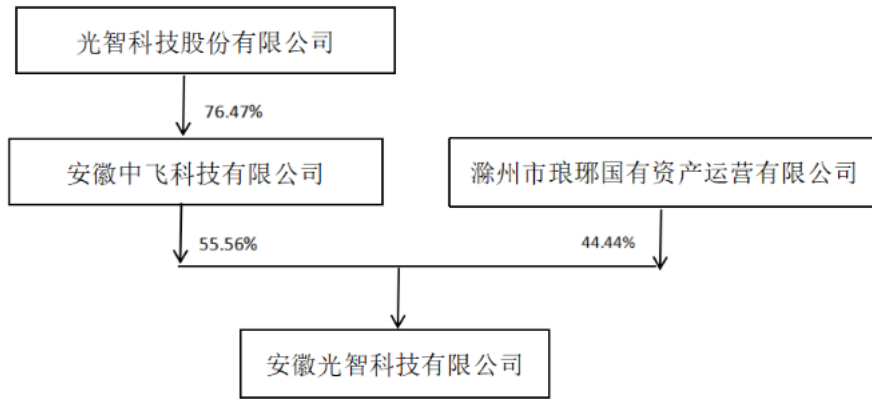 光智科技股份有限公司
76.47%
安徽中飞科技有限公司
滁州市琅琊国有资产运营有限公司
55.56%
44.44%
安徽光智科技有限公司